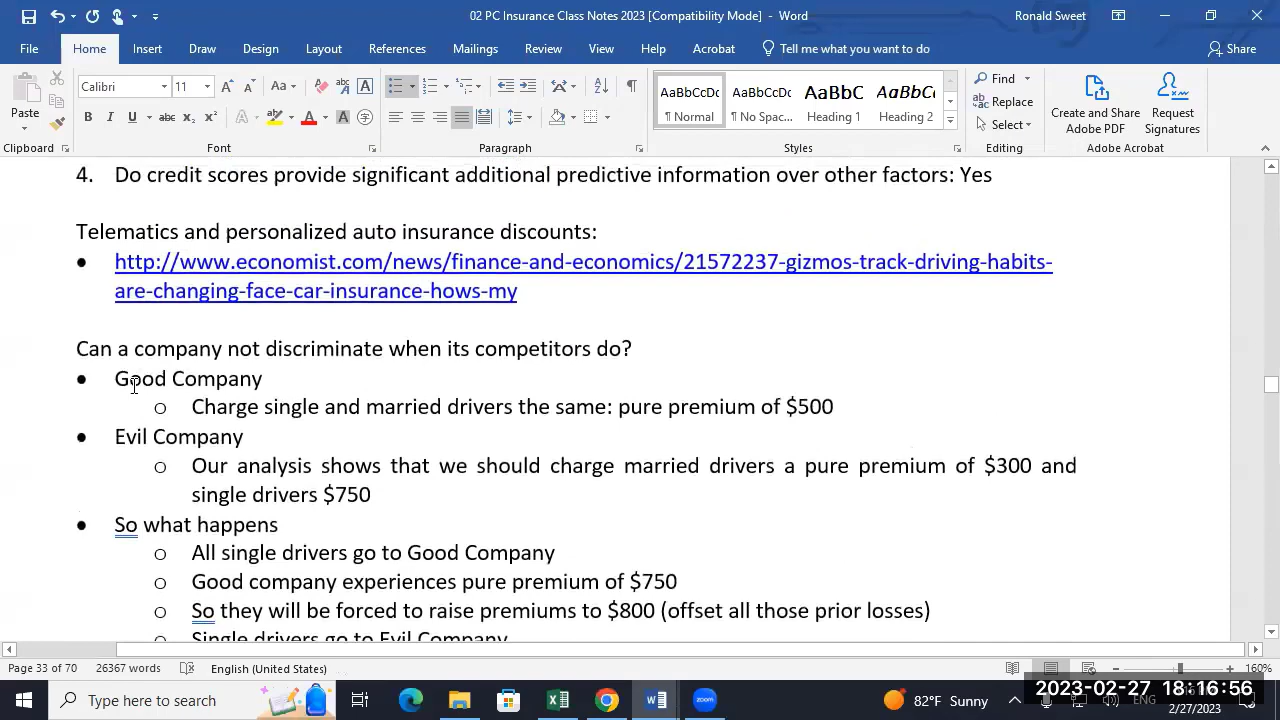 02 PC Insurance Class Notes 2023 [Compatibility Mode] - Word
Ronald Sweet
File Home Insert Draw Design Layout References Mailings Review View Help Acrobat Tell me what you want to do Share
Paste
Clipboard
Calibri 11
Font
Paragraph
AaBbCcDc AaBbCcDc AaBbC AaBbC
¶ Normal ¶ No Spac... Heading 1 Heading 2
Styles
Find
Replace
Select
Editing
Create and Share Adobe PDF
Request Signatures
Adobe Acrobat
4. Do credit scores provide significant additional predictive information over other factors: Yes
Telematics and personalized auto insurance discounts:
● http://www.economist.com/news/finance-and-economics/21572237-gizmos-track-driving-habits-
are-changing-face-car-insurance-hows-my
Can a company not discriminate when its competitors do?
● Good Company
o Charge single and married drivers the same: pure premium of $500
● Evil Company
o Our analysis shows that we should charge married drivers a pure premium of $300 and
single drivers $750
● So what happens
o All single drivers go to Good Company
o Good company experiences pure premium of $750
o So they will be forced to raise premiums to $800 (offset all those prior losses)
o Single drivers go to Evil Company
Page 33 of 70 26367 words English (United States) 160%
Type here to search
zoom
82°F Sunny
ENG
2023-02-27 18:16:56
2/27/2023